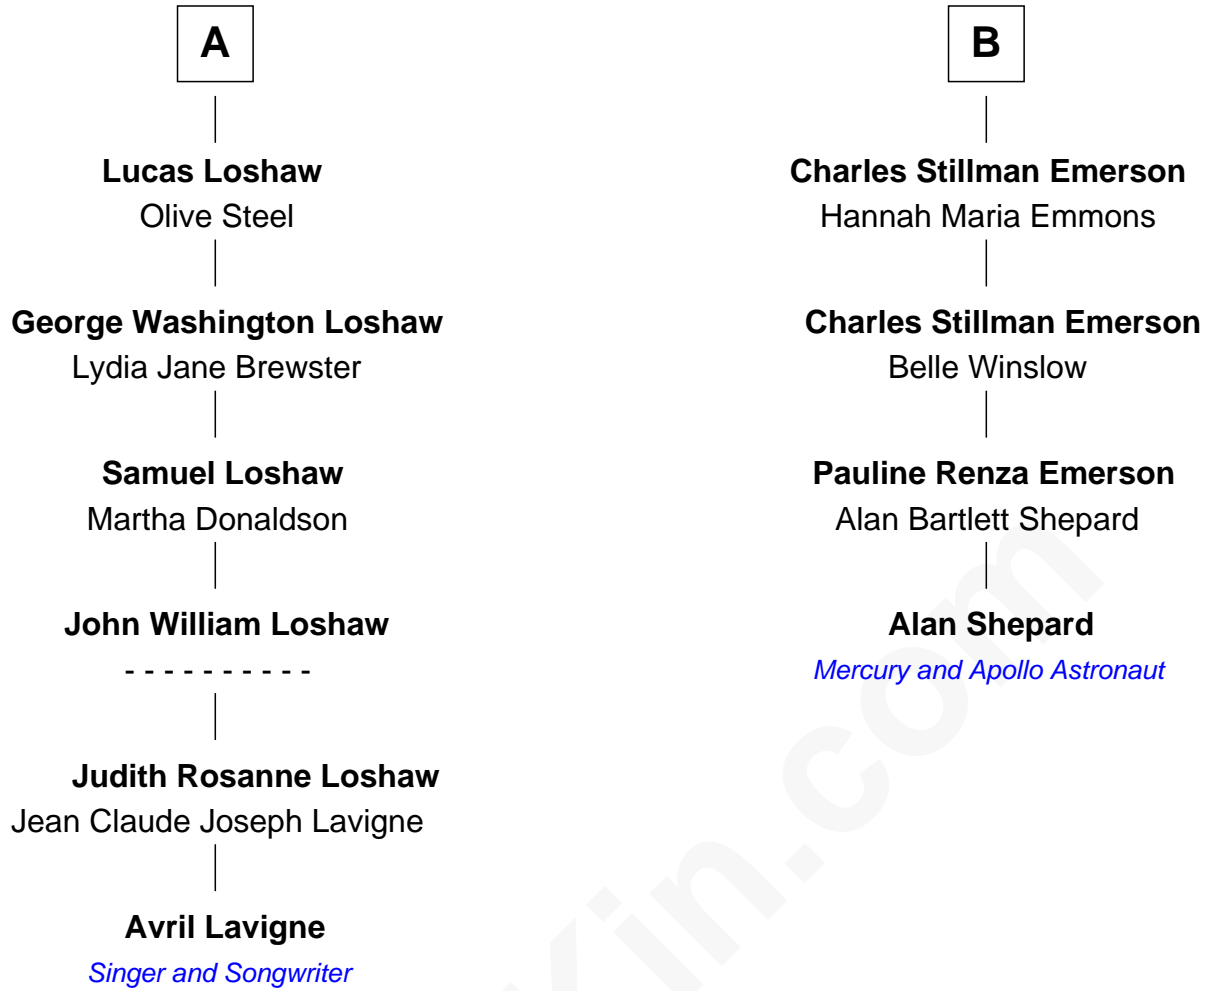 A
B
Lucas Loshaw
Olive Steel
Charles Stillman Emerson
Hannah Maria Emmons
George Washington Loshaw
Lydia Jane Brewster
Charles Stillman Emerson
Belle Winslow
Samuel Loshaw
Martha Donaldson
Pauline Renza Emerson
Alan Bartlett Shepard
John William Loshaw
- - - - - - - - - -
Alan Shepard
Mercury and Apollo Astronaut
Judith Rosanne Loshaw
Jean Claude Joseph Lavigne
Avril Lavigne
Singer and Songwriter
Kin.com